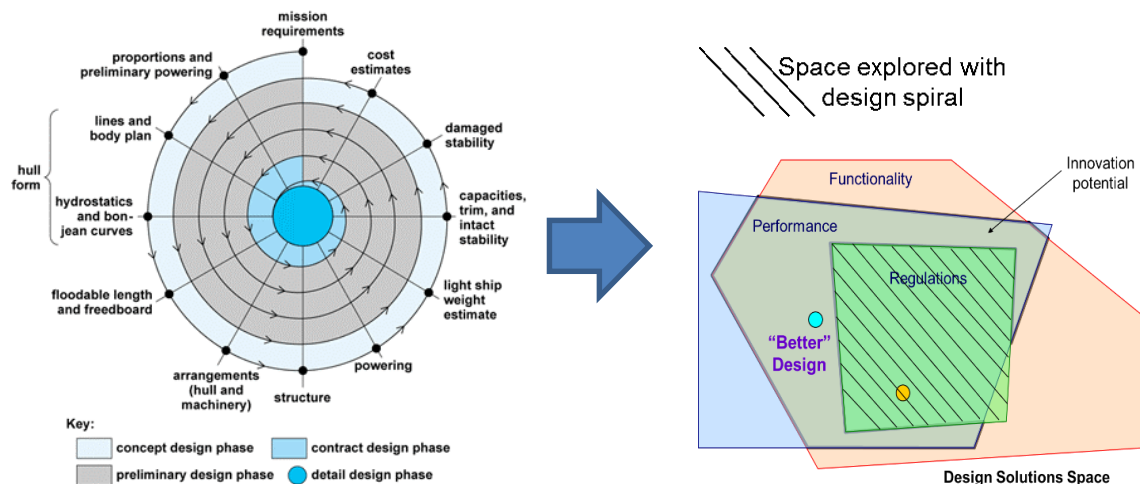 mission
requirements
proportions and
preliminary powering
cost
estimates
lines and
body plan
damaged
stability
hull
form
hydrostatics
and bon-
jean curves
capacities,
trim, and
intact
stability
floodable length
and freedboard
light ship
weight
estimate
arrangements
(hull and
machinery)
structure
powering
Key:
concept design phase
contract design phase
preliminary design phase
detail design phase
Space explored with
design spiral
Innovation
potential
Functionality
Performance
Regulations
“Better”
Design
Design Solutions Space